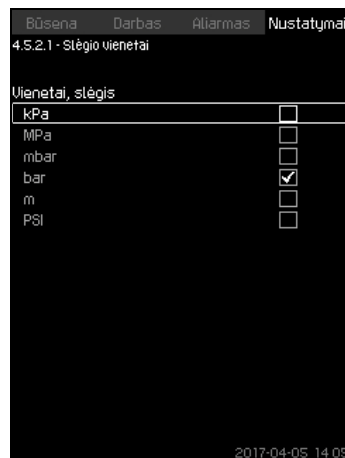 Būsena Darbas Aliarmas Nustatymai
4.5.2.1 - Slėgio vienetai
Vienetai, slėgis
kPa
MPa
mbar
bar
m
PSI
2017-04-05 14:09